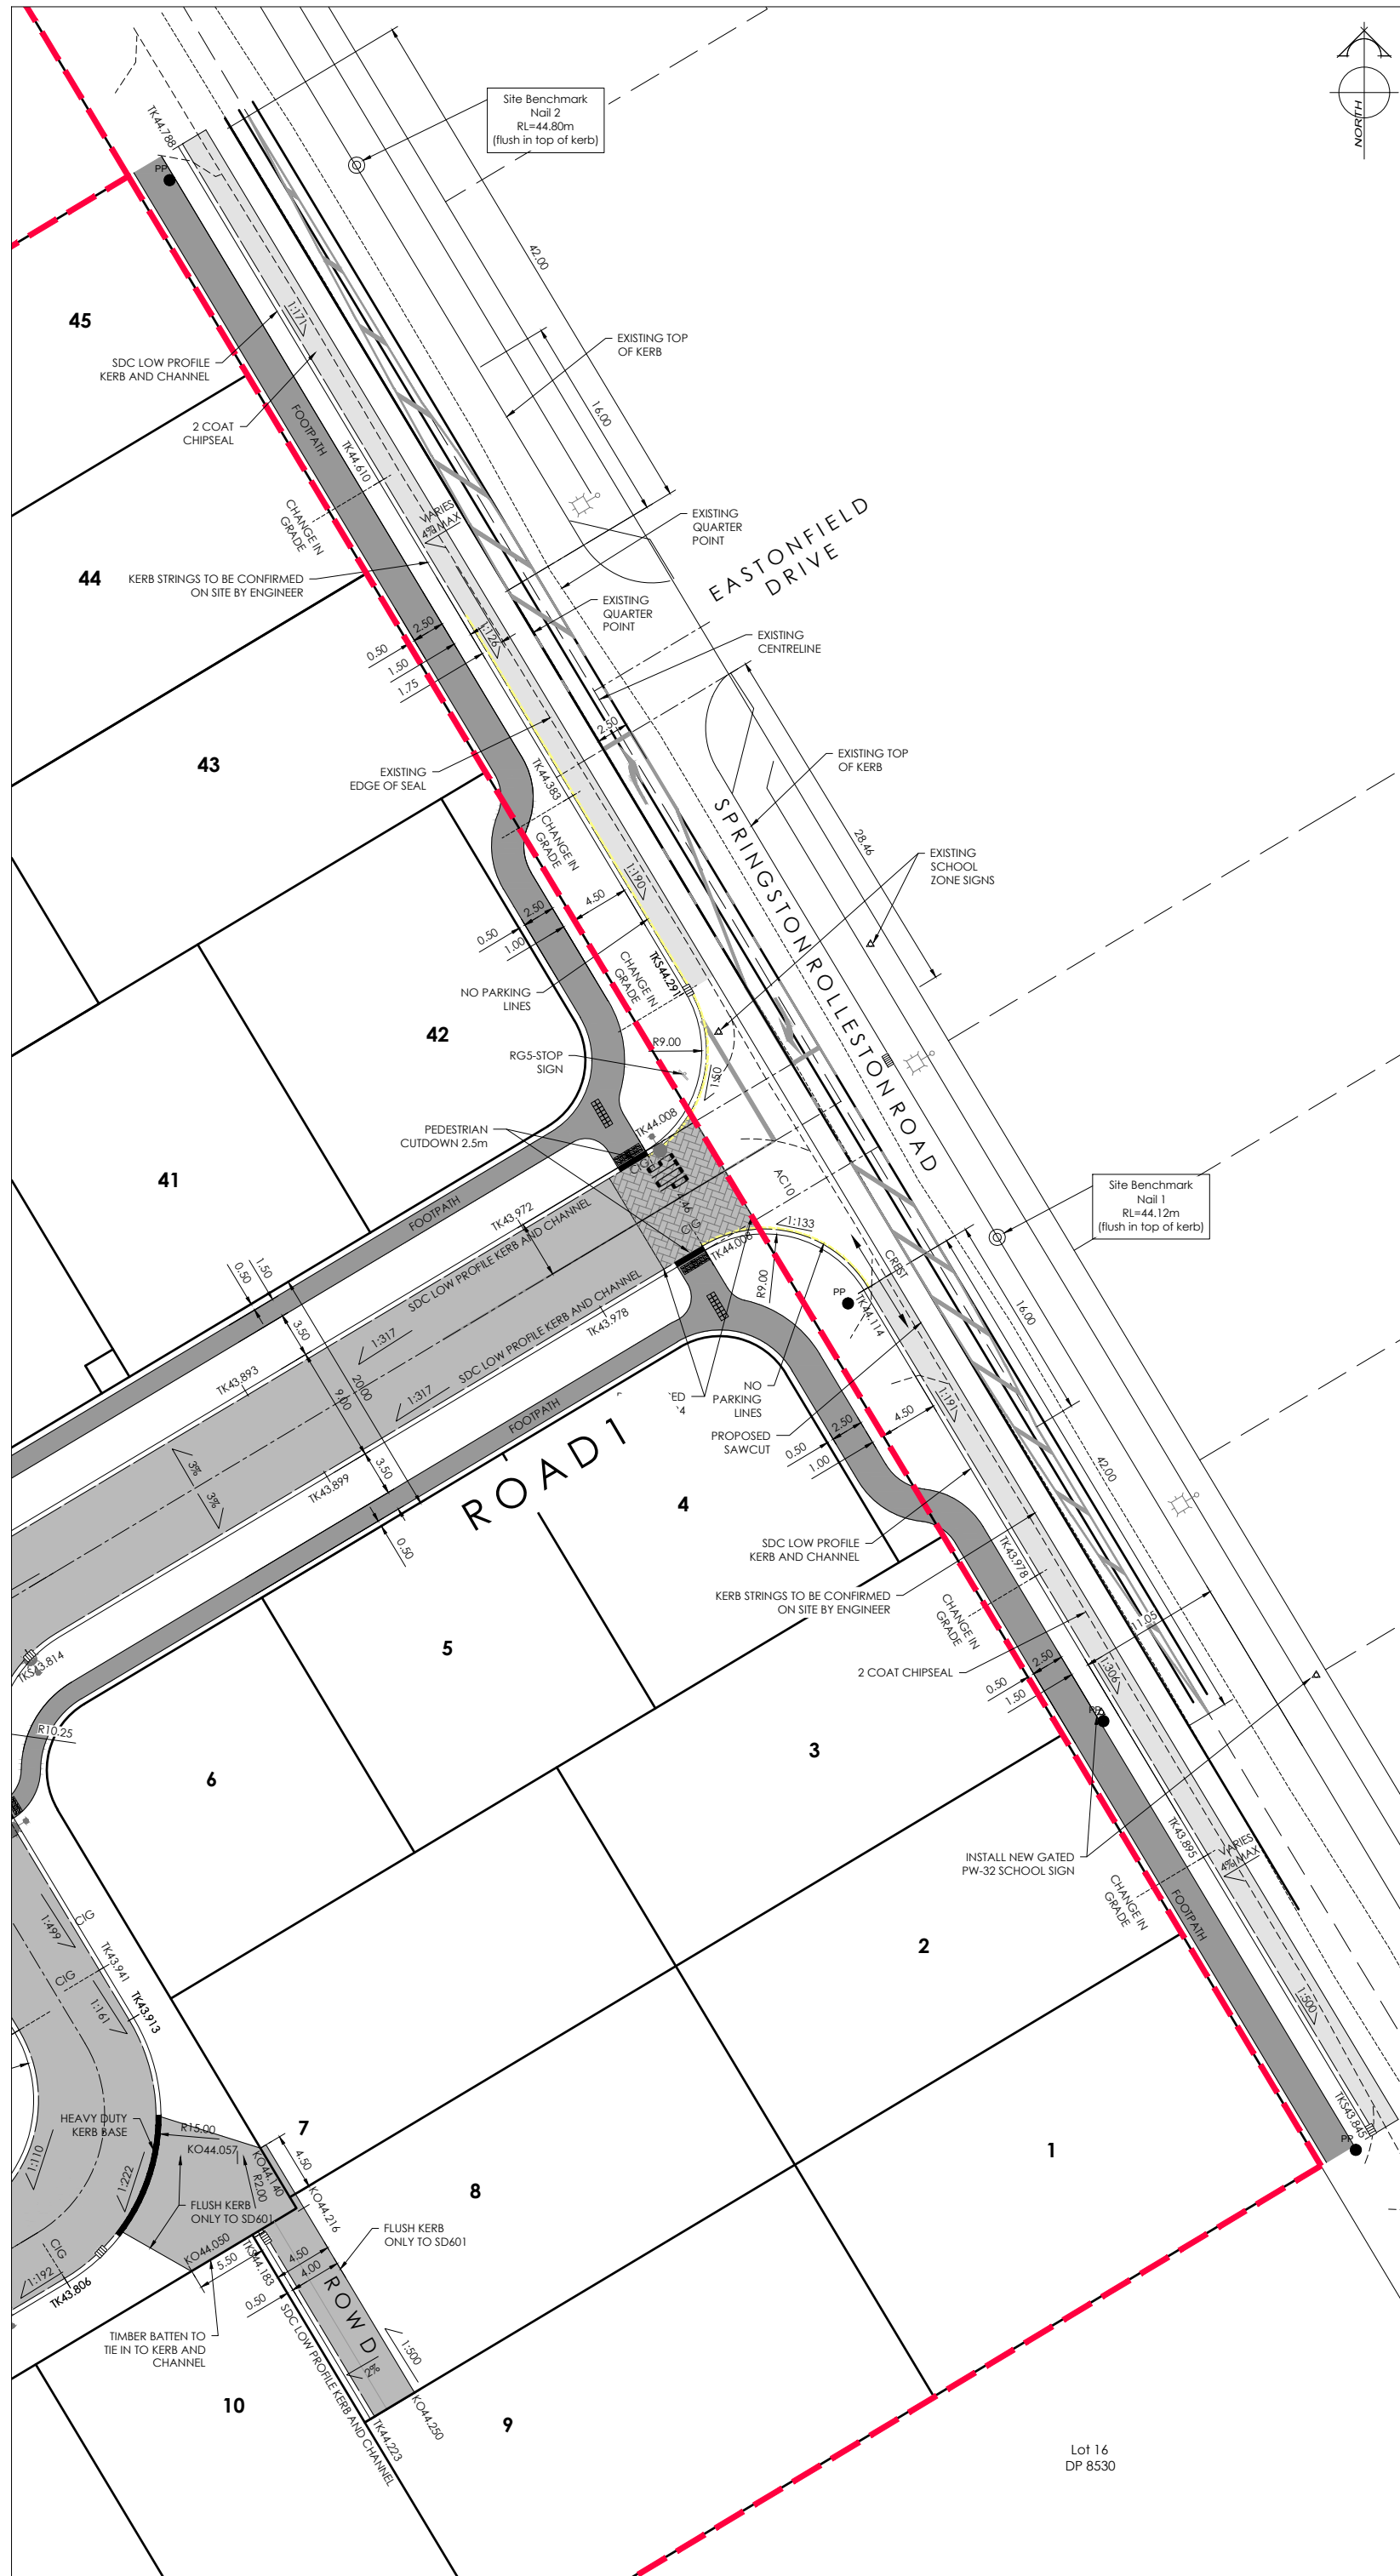 NORTH
Site Benchmark
Nail 2
RL=44.80m
(flush in top of kerb)
TK44.788
PP
42.00
45
1:171
SDC LOW PROFILE
KERB AND CHANNEL
EXISTING TOP
OF KERB
16.00
2 COAT
CHIPSEAL
FOOTPATH
TK44.610
CHANGE IN
GRADE
VARIES
4% MAX
EXISTING
QUARTER
POINT
EASTONFIELD
DRIVE
44
KERB STRINGS TO BE CONFIRMED
ON SITE BY ENGINEER
EXISTING
QUARTER
POINT
2.50
1:126
0.50
1.50
1.75
EXISTING
CENTRELINE
2.50
43
EXISTING
EDGE OF SEAL
TK44.383
EXISTING TOP
OF KERB
CHANGE IN
GRADE
28.46
SPRINGSTON ROLLESTON ROAD
EXISTING
SCHOOL
ZONE SIGNS
1:190
4.50
2.50
0.50
1.00
CHANGE IN
GRADE
TKS44.291
NO PARKING
LINES
42
R9.00
RG5-STOP
SIGN
1:50
TK44.008
PEDESTRIAN
CUTDOWN 2.5m
CIG
STOP
AC10
41
Site Benchmark
Nail 1
RL=44.12m
(flush in top of kerb)
FOOTPATH
TK43.972
CIG
1:133
SDC LOW PROFILE KERB AND CHANNEL
R9.00
CREST
PP
TK44.114
16.00
0.50
1.50
3.50
1:317
SDC LOW PROFILE KERB AND CHANNEL
TK43.978
TK43.893
20.00
9.00
1:317
NO
PARKING
LINES
1:191
PROPOSED
SAWCUT
4.50
2.50
0.50
1.00
FOOTPATH
ROAD 1
42.00
3%
3%
TK43.899
3.50
0.50
4
SDC LOW PROFILE
KERB AND CHANNEL
TK43.978
KERB STRINGS TO BE CONFIRMED
ON SITE BY ENGINEER
CHANGE IN
GRADE
11.05
5
TKS43.814
2 COAT CHIPSEAL
1:306
2.50
0.50
1.50
R10.25
PP
3
6
TK43.895
VARIES
4% MAX
INSTALL NEW GATED
PW-32 SCHOOL SIGN
CHANGE IN
GRADE
FOOTPATH
1:499
CIG
TK43.941
CIG
1:161
TK43.913
2
1:500
HEAVY DUTY
KERB BASE
R15.00
7
KO44.057
KO44.140
4.50
TKS43.845
PP
1
1:110
1:222
R2.00
KO44.216
8
FLUSH KERB
ONLY TO SD601
FLUSH KERB
ONLY TO SD601
CIG
KO44.050
5.50
TKS44.183
4.50
4.00
1:192
TK43.806
0.50
ROW D
SDC LOW PROFILE KERB AND CHANNEL
TIMBER BATTEN TO
TIE IN TO KERB AND
CHANNEL
1:500
2%
10
KO44.250
TK44.223
9
Lot 16
DP 8530